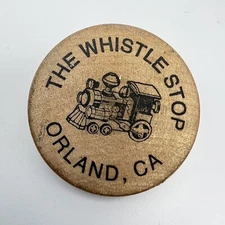 THE WHISTLE STOP
ORLAND, CA